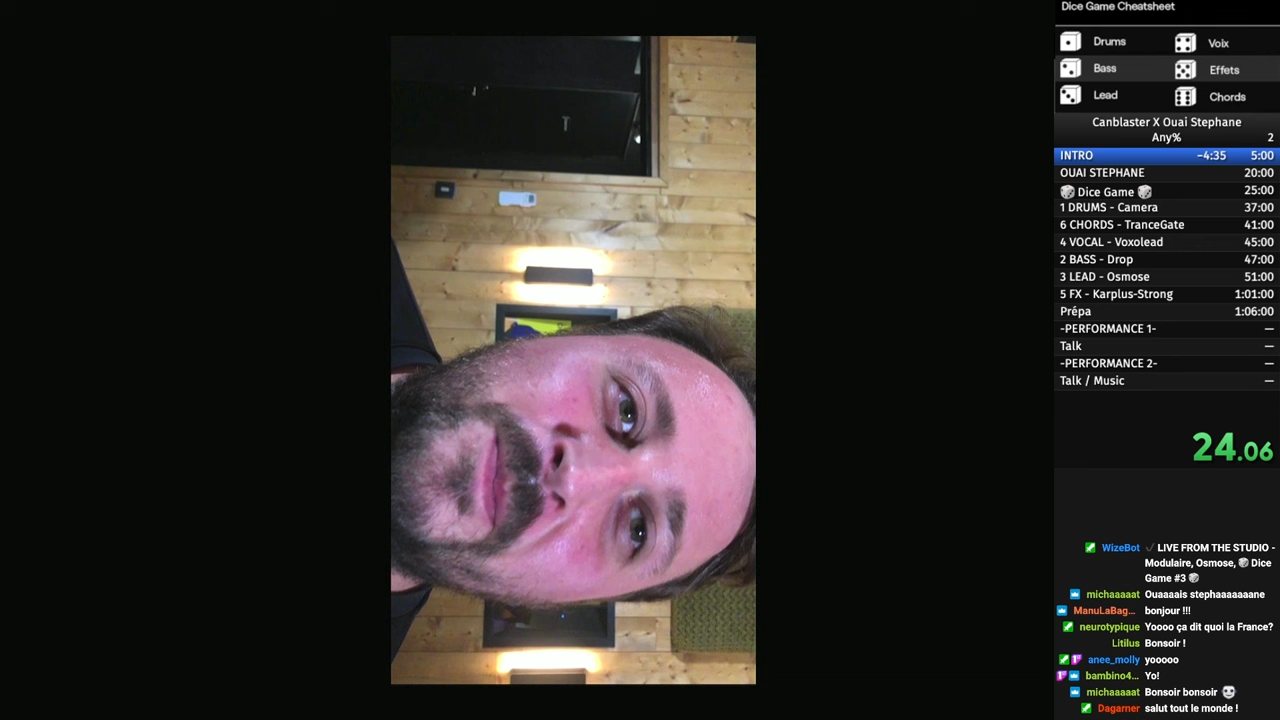 Dice Game Cheatsheet
Drums
Voix
Bass
Effets
Lead
Chords
Canblaster X Ouai Stephane
Any% 2
INTRO −4:35 5:00
OUAI STEPHANE 20:00
🎲 Dice Game 🎲 25:00
1 DRUMS - Camera 37:00
6 CHORDS - TranceGate 41:00
4 VOCAL - Voxolead 45:00
2 BASS - Drop 47:00
3 LEAD - Osmose 51:00
5 FX - Karplus-Strong 1:01:00
Prépa 1:06:00
-PERFORMANCE 1- —
Talk —
-PERFORMANCE 2- —
Talk / Music —
24.06
WizeBot ✓ LIVE FROM THE STUDIO -
Modulaire, Osmose, 🎲 Dice
Game #3 🎲
michaaaaat Ouaaaais stephaaaaaaane
ManuLaBag... bonjour !!!
neurotypique Yoooo ça dit quoi la France?
Litilus Bonsoir !
anee_molly yooooo
bambino4... Yo!
michaaaaat Bonsoir bonsoir
Dagarner salut tout le monde !